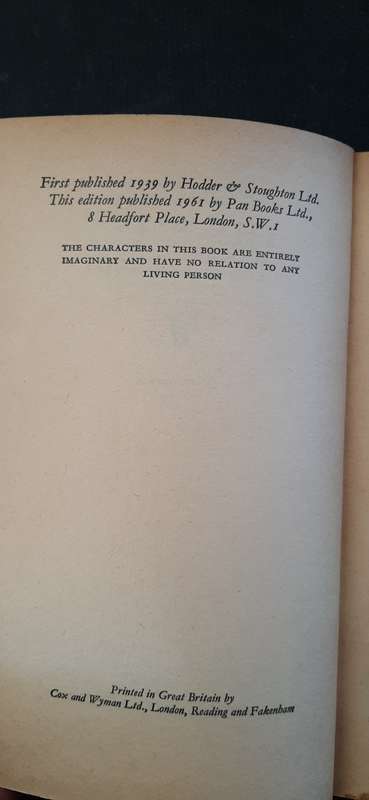 First published 1939 by Hodder & Stoughton Ltd.
This edition published 1961 by Pan Books Ltd.,
8 Headfort Place, London, S.W.1
THE CHARACTERS IN THIS BOOK ARE ENTIRELY
IMAGINARY AND HAVE NO RELATION TO ANY
LIVING PERSON
Printed in Great Britain by
Cox and Wyman Ltd., London, Reading and Fakenham